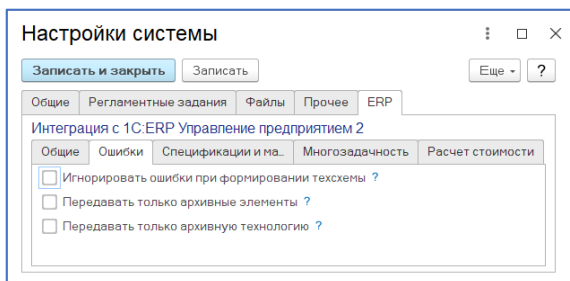 Настройки системы
Записать и закрыть Записать Еще ?
Общие Регламентные задания Файлы Прочее ERP
Интеграция с 1С:ERP Управление предприятием 2
Общие Ошибки Спецификации и ма... Многозадачность Расчет стоимости
Игнорировать ошибки при формировании техсхемы ?
Передавать только архивные элементы ?
Передавать только архивную технологию ?